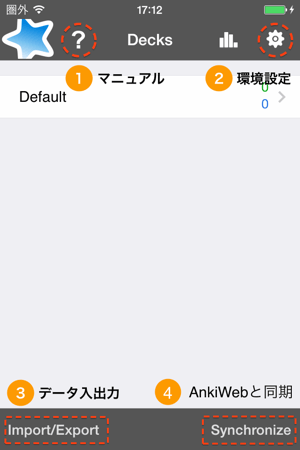 圏外 17:12
? Decks
1 マニュアル 2 環境設定
Default 0
0
3 データ入出力 4 AnkiWebと同期
Import/Export Synchronize